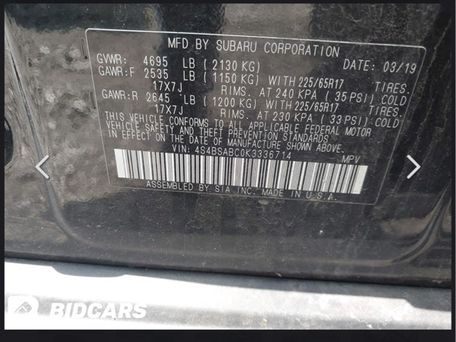 MFD BY SUBARU CORPORATION
GVWR: 4695 LB (2130 KG) 03/19
GAWR:F 2535 LB (1150 KG) WITH 225/65R17 TIRES.
17X7J RIMS. AT 240 KPA (35 PSI) COLD
GAWR:R 2645 LB (1200 KG) WITH 225/65R17 TIRES.
17X7J RIMS. AT 230 KPA (33 PSI) COLD
THIS VEHICLE CONFORMS TO ALL APPLICABLE FEDERAL MOTOR
VEHICLE SAFETY AND THEFT PREVENTION STANDARDS
IN EFFECT ON THE DATE OF MANUFACTURE SHOWN ABOVE.
VIN: 4S4BSABC0K3336714 MPV
ASSEMBLED BY SIA INC. MADE IN U.S.A.
BIDCARS